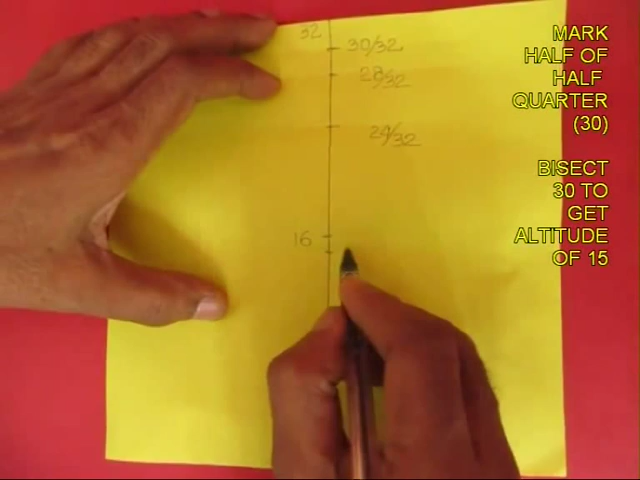 32
30/32
28/32
24/32
16
MARK
HALF OF
HALF
QUARTER
(30)
BISECT
30 TO
GET
ALTITUDE
OF 15